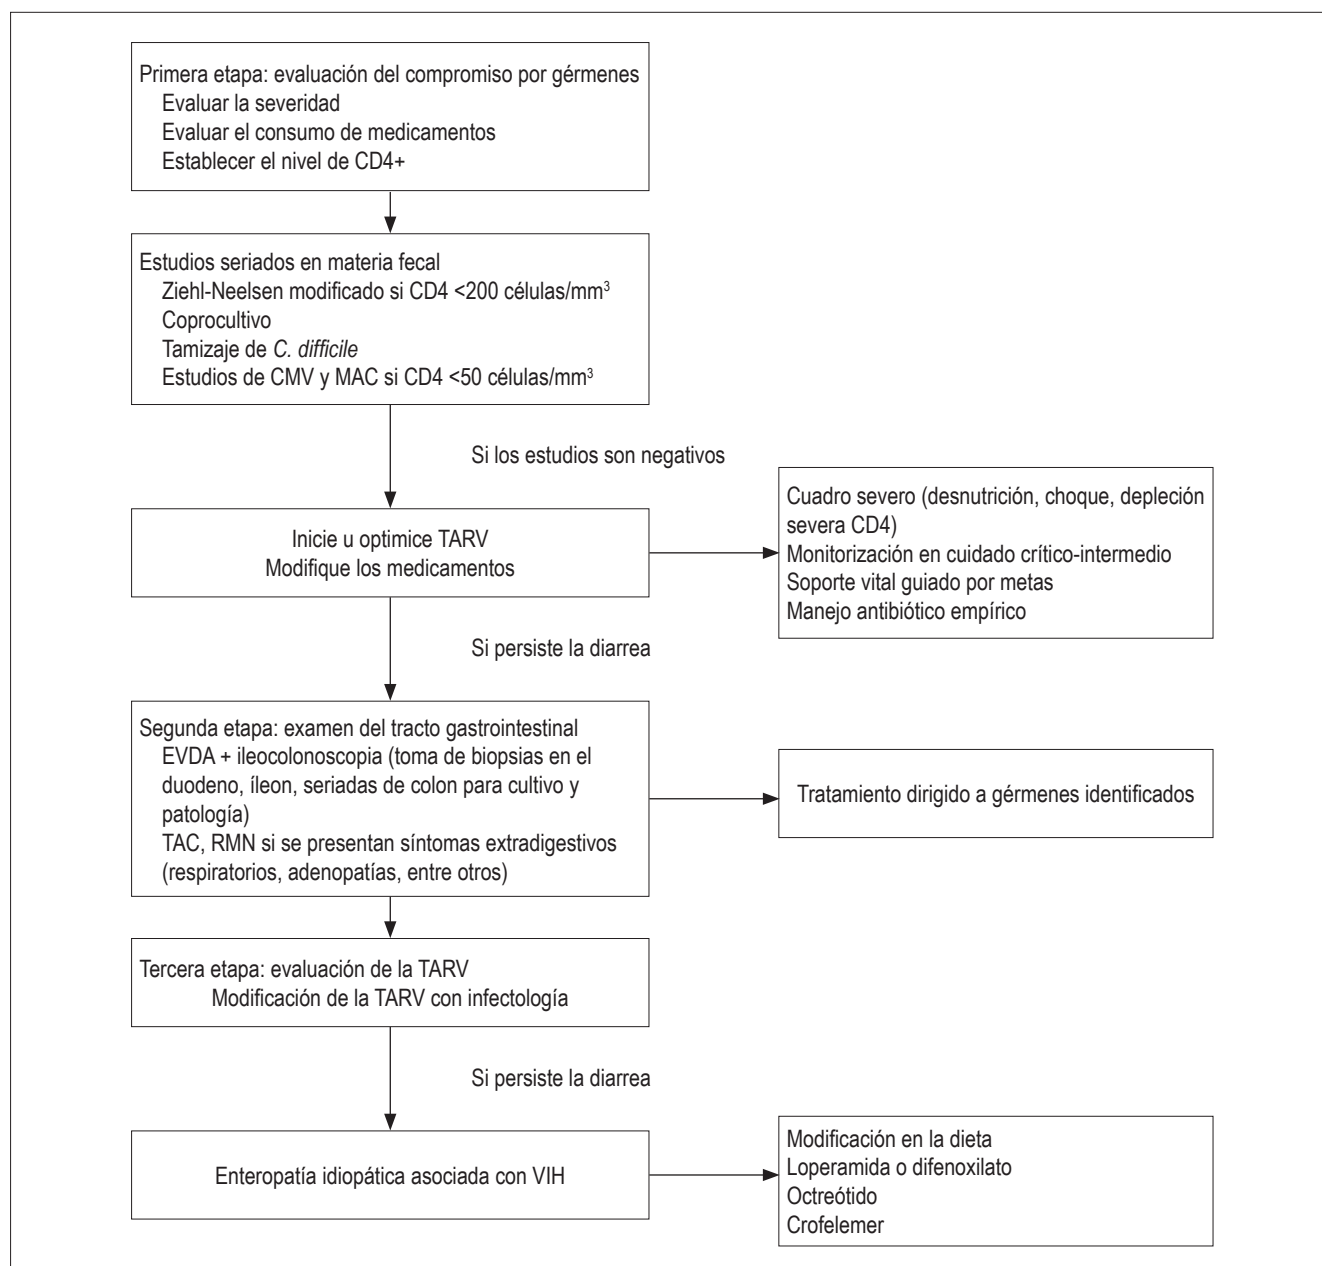 Primera etapa: evaluación del compromiso por gérmenes
Evaluar la severidad
Evaluar el consumo de medicamentos
Establecer el nivel de CD4+
Estudios seriados en materia fecal
Ziehl-Neelsen modificado si CD4 <200 células/mm³
Coprocultivo
Tamizaje de C. difficile
Estudios de CMV y MAC si CD4 <50 células/mm³
Si los estudios son negativos
Inicie u optimice TARV
Modifique los medicamentos
Cuadro severo (desnutrición, choque, depleción
severa CD4)
Monitorización en cuidado crítico-intermedio
Soporte vital guiado por metas
Manejo antibiótico empírico
Si persiste la diarrea
Segunda etapa: examen del tracto gastrointestinal
EVDA + ileocolonoscopia (toma de biopsias en el
duodeno, íleon, seriadas de colon para cultivo y
patología)
TAC, RMN si se presentan síntomas extradigestivos
(respiratorios, adenopatías, entre otros)
Tratamiento dirigido a gérmenes identificados
Tercera etapa: evaluación de la TARV
Modificación de la TARV con infectología
Si persiste la diarrea
Enteropatía idiopática asociada con VIH
Modificación en la dieta
Loperamida o difenoxilato
Octreótido
Crofelemer